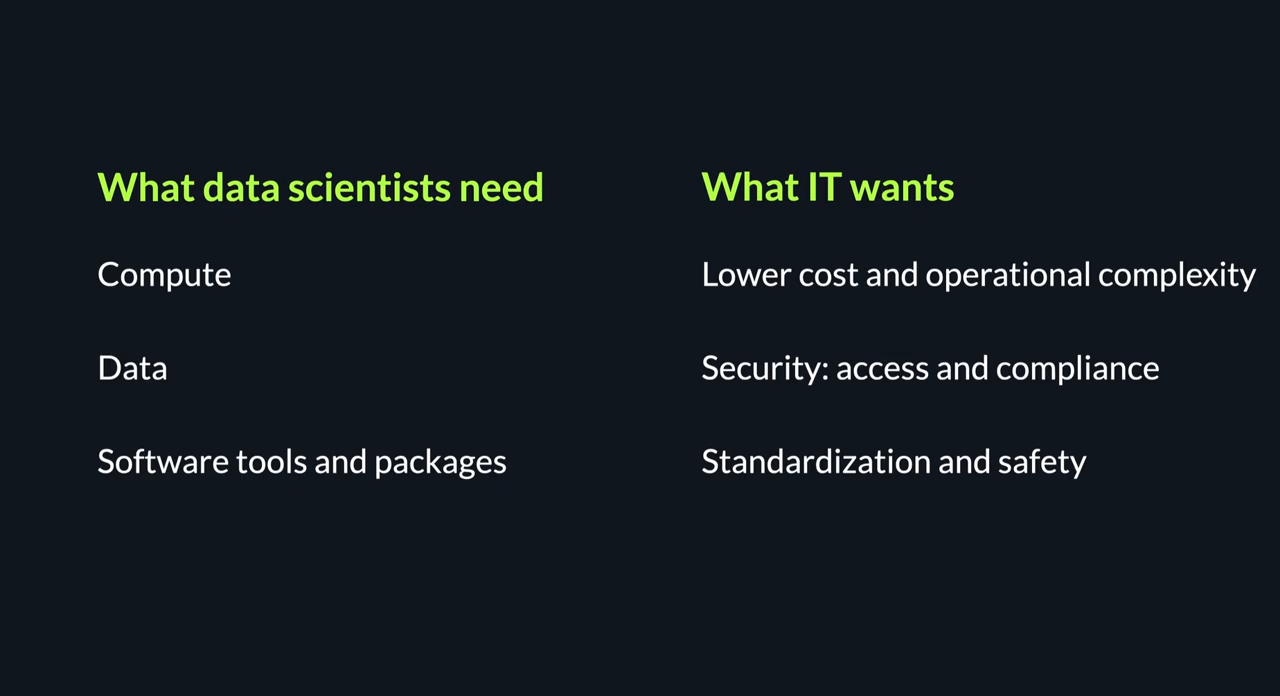 What data scientists need
Compute
Data
Software tools and packages
What IT wants
Lower cost and operational complexity
Security: access and compliance
Standardization and safety